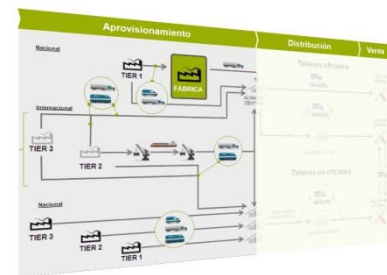 Aprovisionamiento
Distribución
Venta
Nacional
TIER 1
FÁBRICA
Talleres oficiales
Internacional
TIER 3
TIER 2
Talleres no oficiales
Nacional
TIER 3
TIER 2
TIER 1